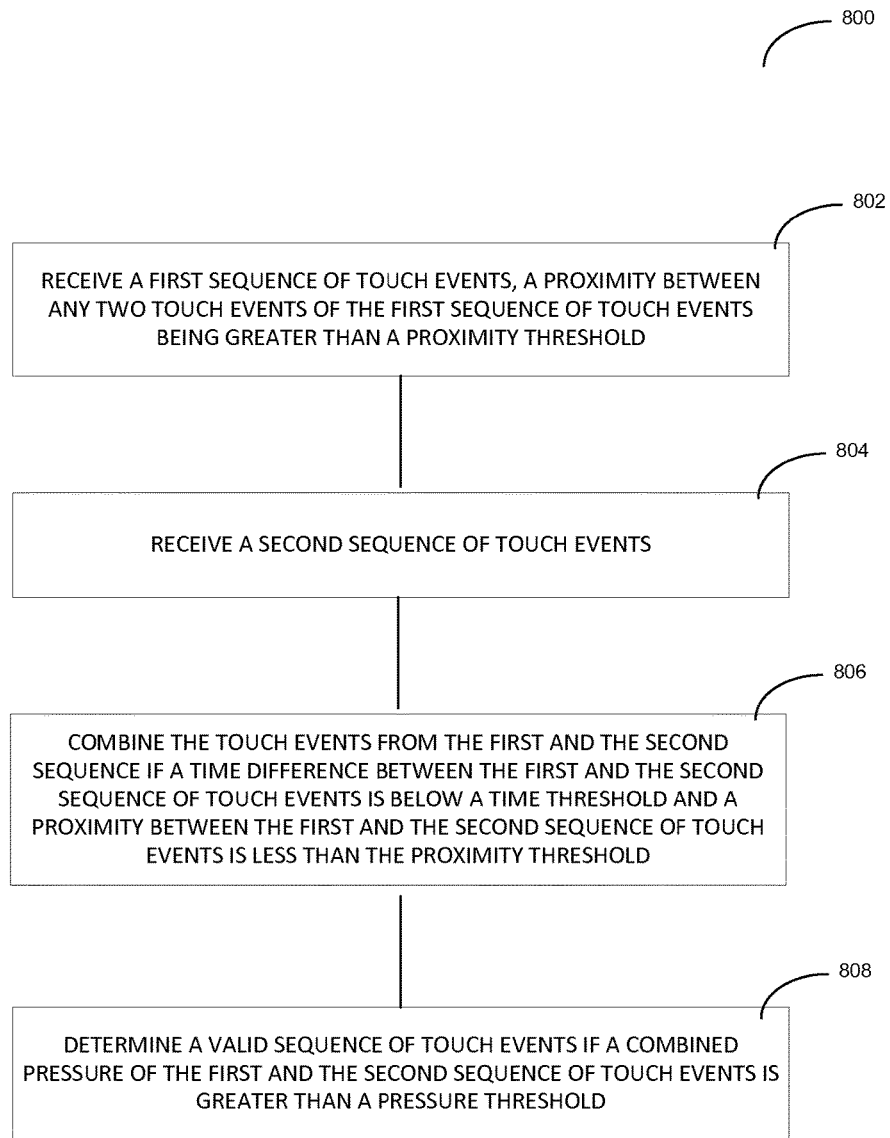 800
802
RECEIVE A FIRST SEQUENCE OF TOUCH EVENTS, A PROXIMITY BETWEEN
ANY TWO TOUCH EVENTS OF THE FIRST SEQUENCE OF TOUCH EVENTS
BEING GREATER THAN A PROXIMITY THRESHOLD
804
RECEIVE A SECOND SEQUENCE OF TOUCH EVENTS
806
COMBINE THE TOUCH EVENTS FROM THE FIRST AND THE SECOND
SEQUENCE IF A TIME DIFFERENCE BETWEEN THE FIRST AND THE SECOND
SEQUENCE OF TOUCH EVENTS IS BELOW A TIME THRESHOLD AND A
PROXIMITY BETWEEN THE FIRST AND THE SECOND SEQUENCE OF TOUCH
EVENTS IS LESS THAN THE PROXIMITY THRESHOLD
808
DETERMINE A VALID SEQUENCE OF TOUCH EVENTS IF A COMBINED
PRESSURE OF THE FIRST AND THE SECOND SEQUENCE OF TOUCH EVENTS IS
GREATER THAN A PRESSURE THRESHOLD